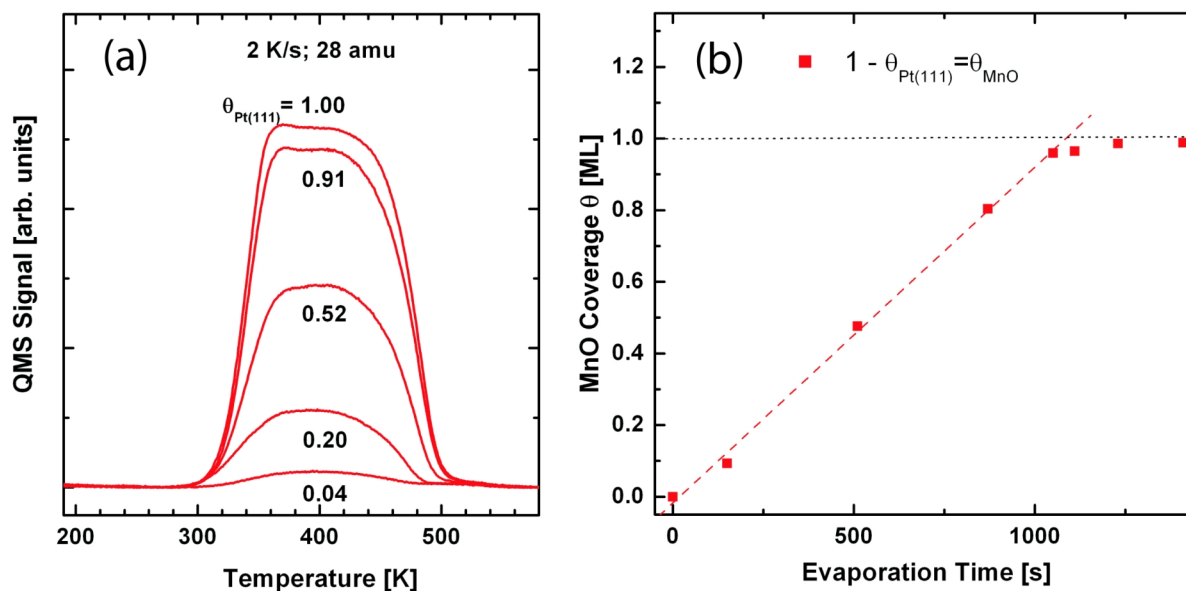 (a)
2 K/s; 28 amu
θPt(111)= 1.00
0.91
0.52
0.20
0.04
QMS Signal [arb. units]
200 300 400 500
Temperature [K]
(b)
1 - θPt(111)=θMnO
1.2
1.0
0.8
0.6
0.4
0.2
0.0
MnO Coverage θ [ML]
0 500 1000
Evaporation Time [s]